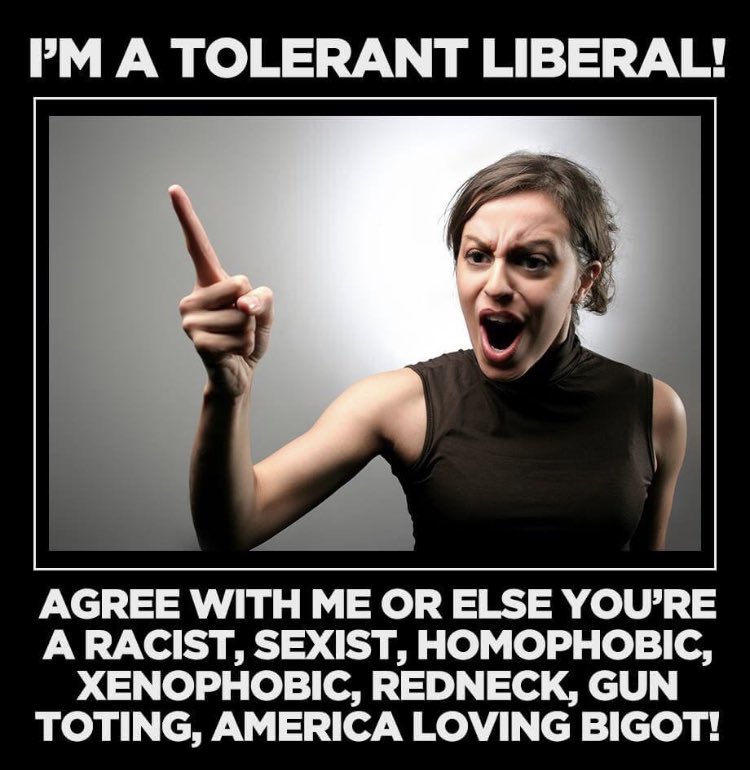 I'M A TOLERANT LIBERAL!
AGREE WITH ME OR ELSE YOU'RE
A RACIST, SEXIST, HOMOPHOBIC,
XENOPHOBIC, REDNECK, GUN
TOTING, AMERICA LOVING BIGOT!